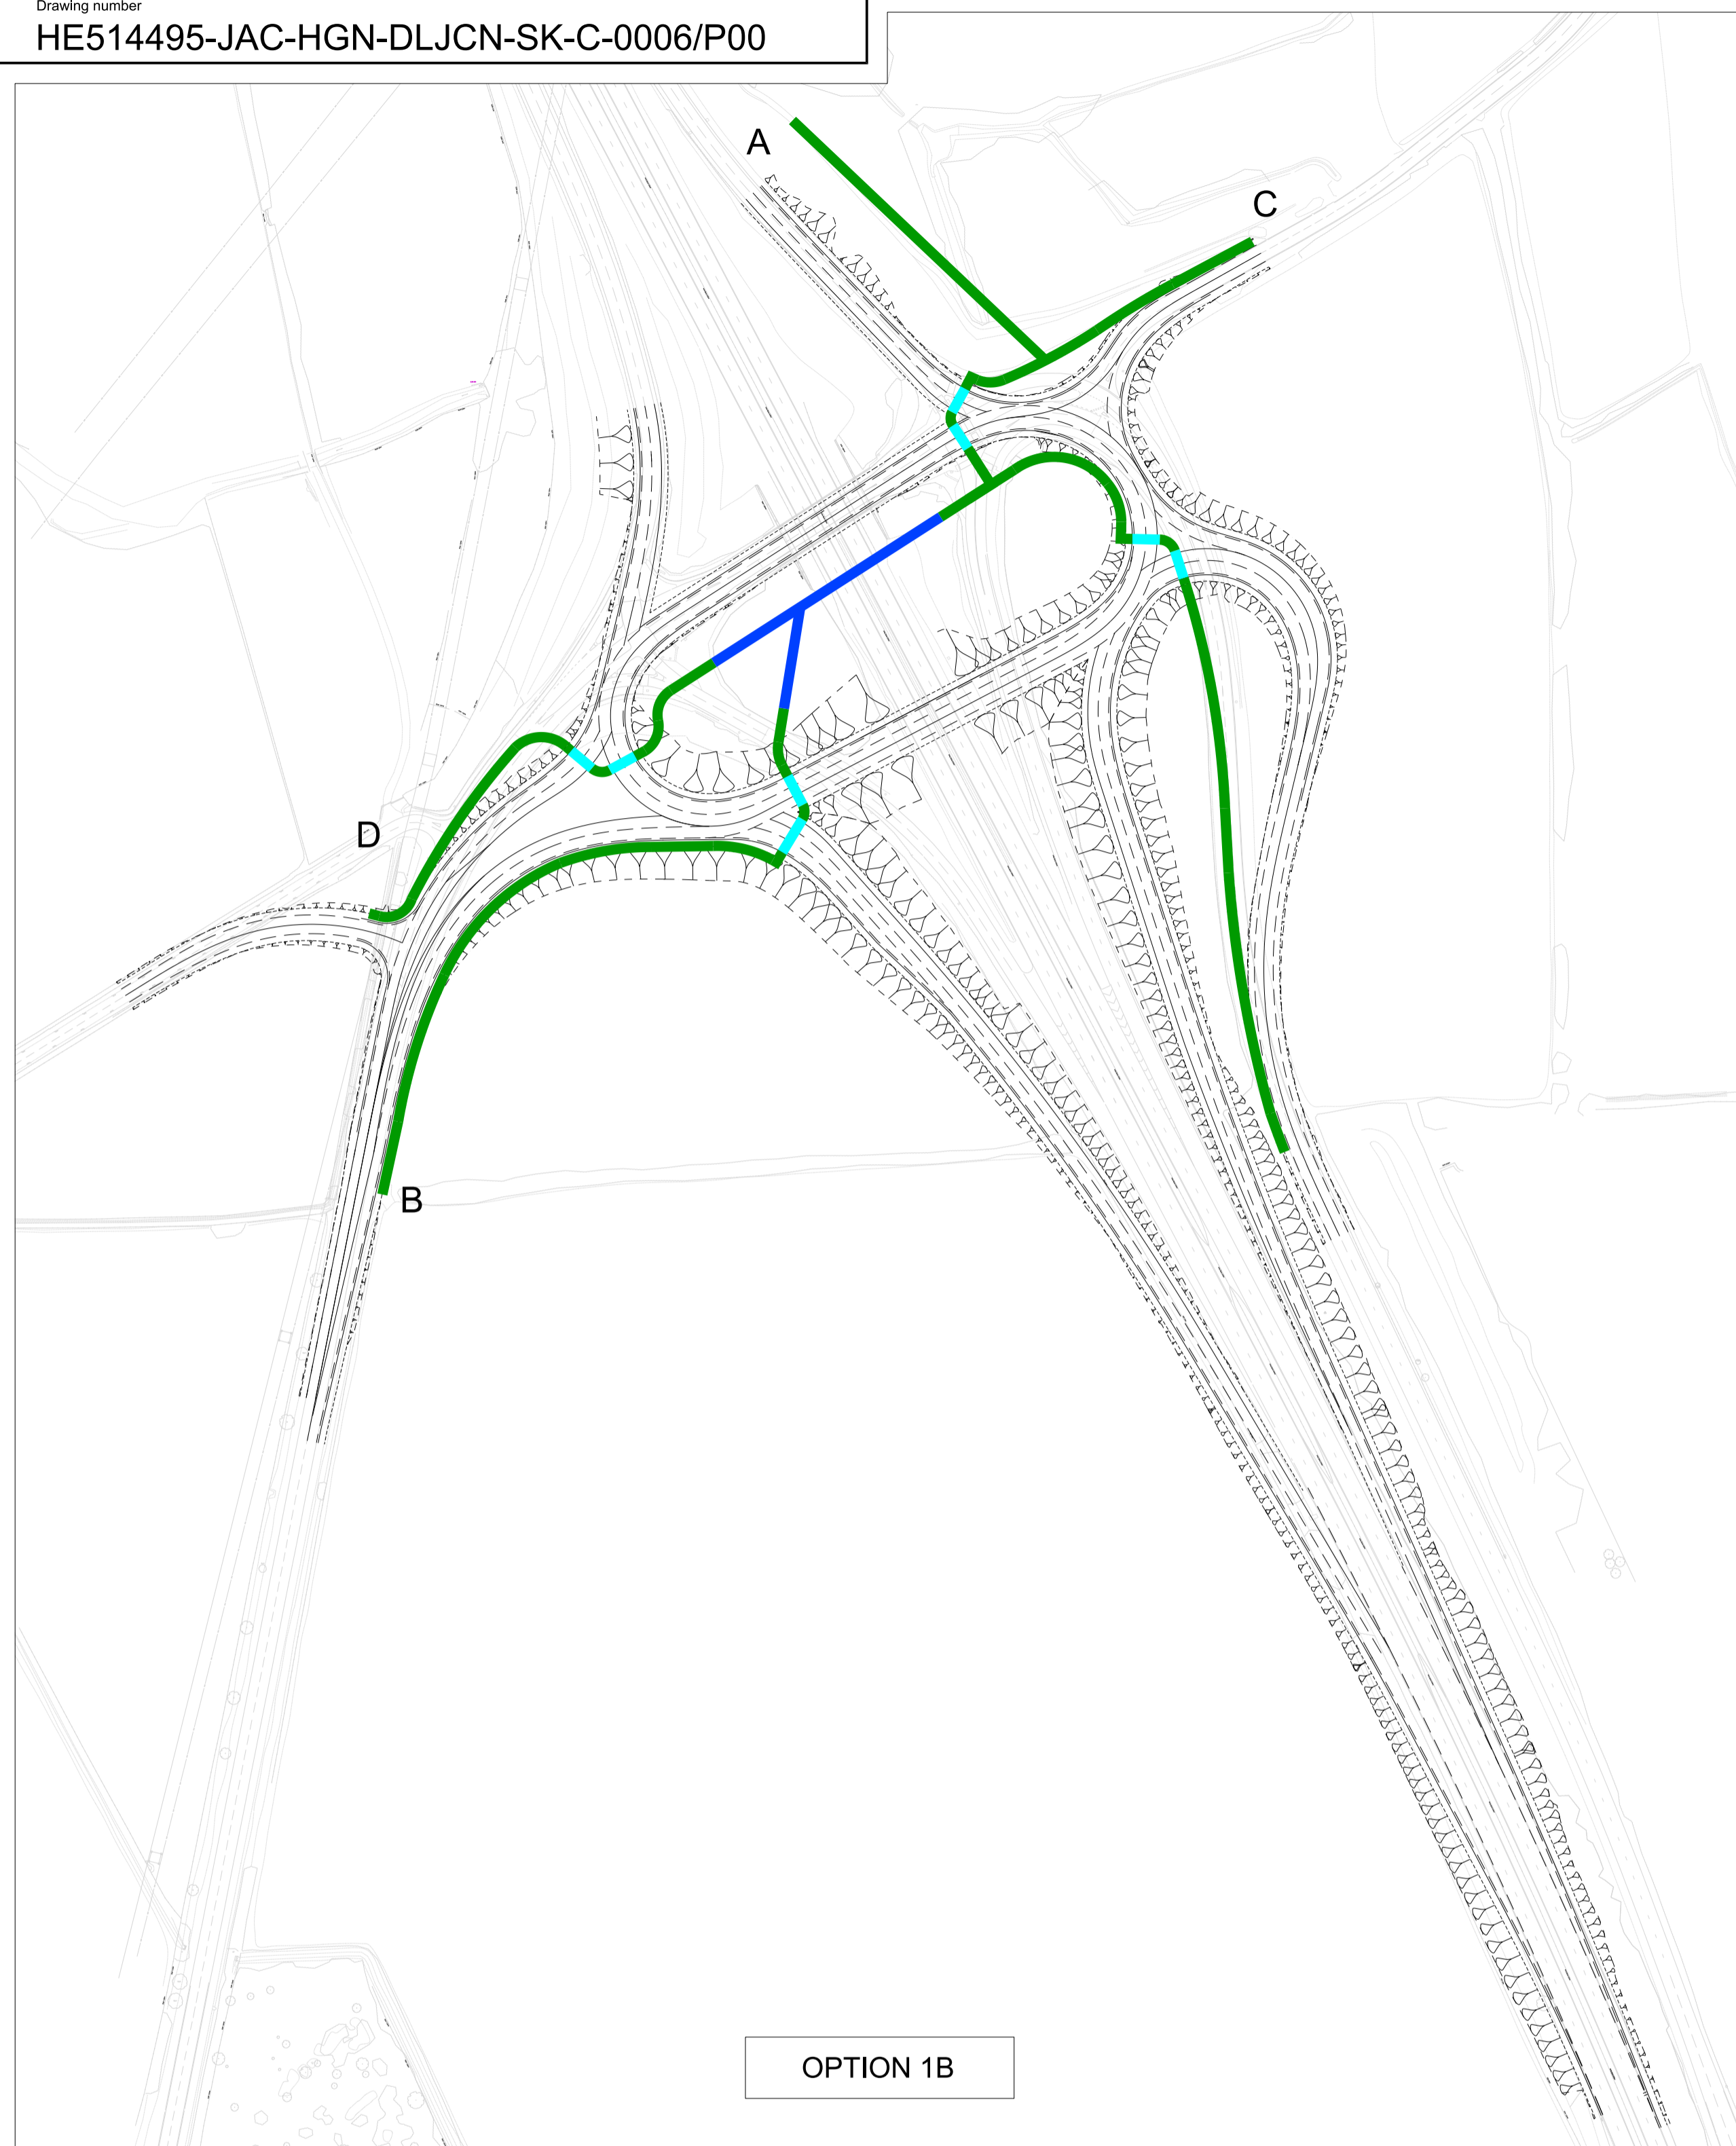 Drawing number
HE514495-JAC-HGN-DLJCN-SK-C-0006/P00
A
C
D
B
OPTION 1B